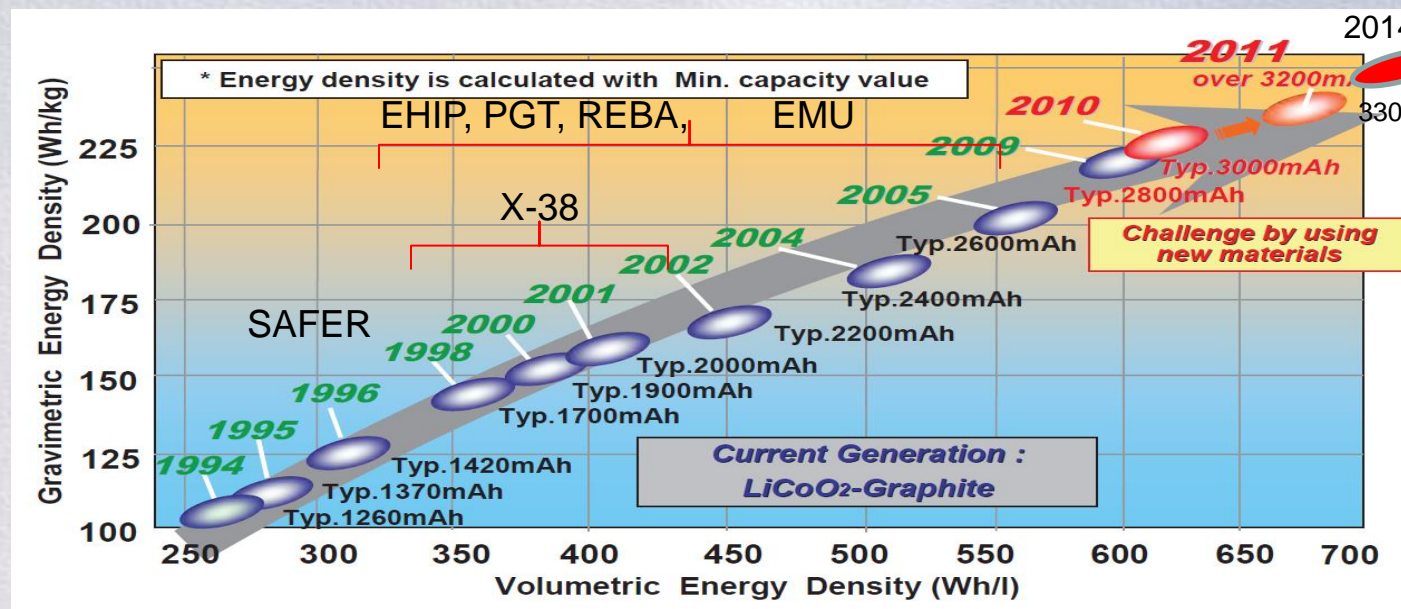 2014
2011
over 3200m
330
* Energy density is calculated with Min. capacity value
EHIP, PGT, REBA, EMU
X-38
SAFER
2010
2009
2005
2004
2002
2001
2000
1998
1996
1995
1994
Typ.3000mAh
Typ.2800mAh
Typ.2600mAh
Typ.2400mAh
Typ.2200mAh
Typ.2000mAh
Typ.1900mAh
Typ.1700mAh
Typ.1420mAh
Typ.1370mAh
Typ.1260mAh
Challenge by using
new materials
Current Generation :
LiCoO2-Graphite
Gravimetric Energy Density (Wh/kg)
225
200
175
150
125
100
250 300 350 400 450 500 550 600 650 700
Volumetric Energy Density (Wh/l)